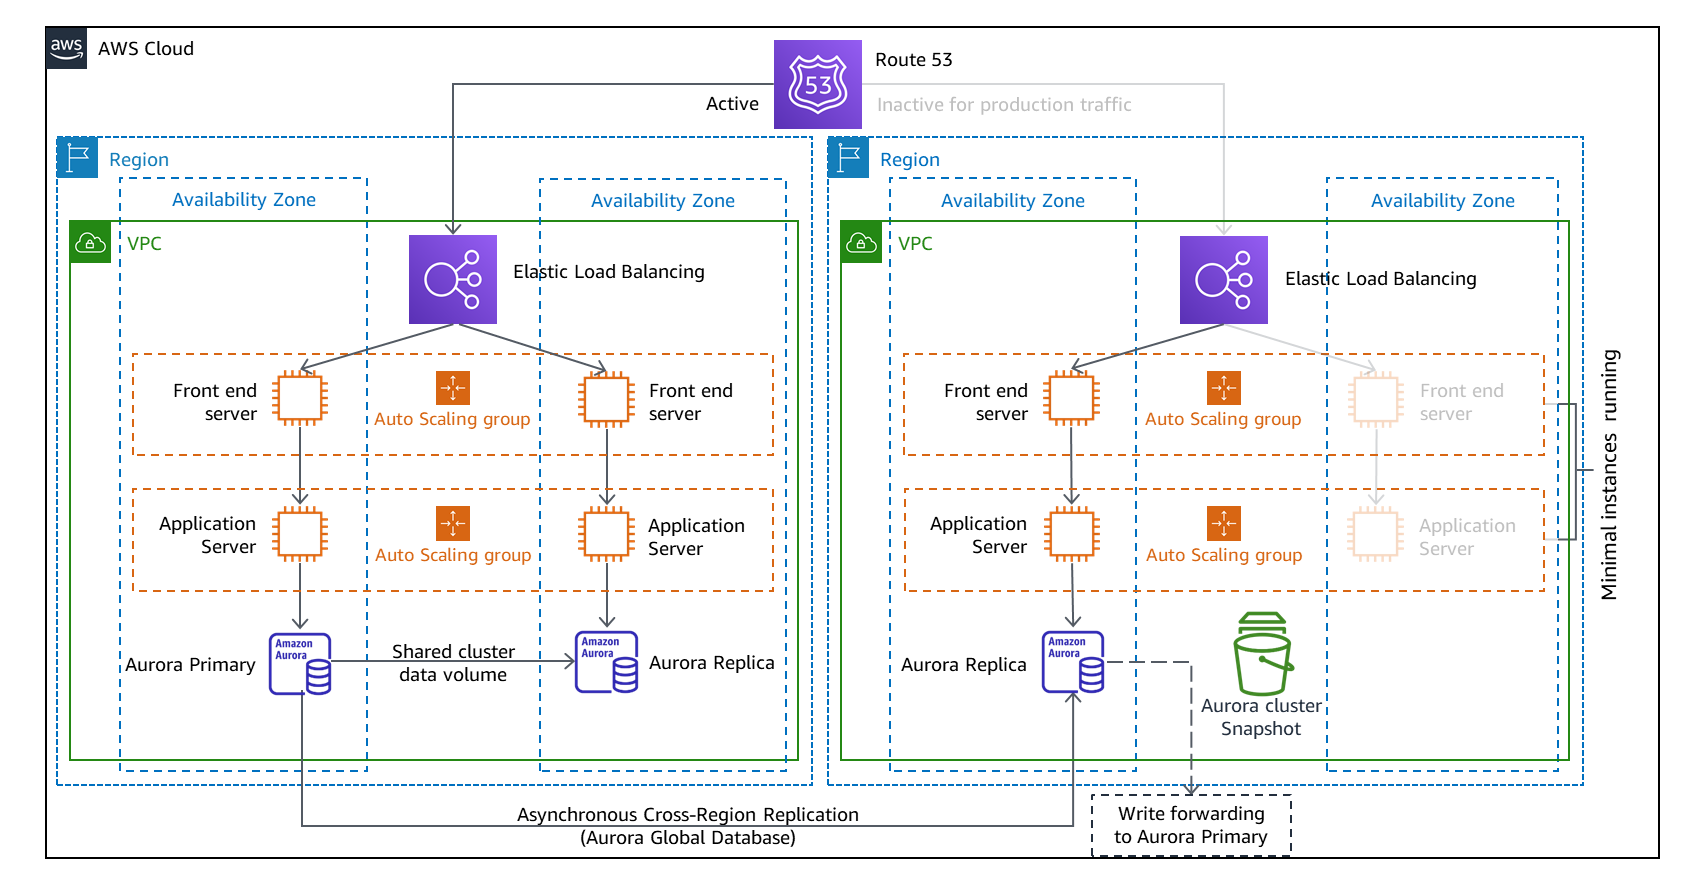 aws
AWS Cloud
53
Route 53
Active
Inactive for production traffic
Region
Availability Zone
Availability Zone
VPC
Elastic Load Balancing
Front end
server
Auto Scaling group
Front end
server
Application
Server
Auto Scaling group
Application
Server
Amazon
Aurora
Aurora Primary
Shared cluster
data volume
Amazon
Aurora
Aurora Replica
Region
Availability Zone
Availability Zone
VPC
Elastic Load Balancing
Front end
server
Auto Scaling group
Front end
server
Application
Server
Auto Scaling group
Application
Server
Minimal instances running
Amazon
Aurora
Aurora Replica
Aurora cluster
Snapshot
Asynchronous Cross-Region Replication
(Aurora Global Database)
Write forwarding
to Aurora Primary